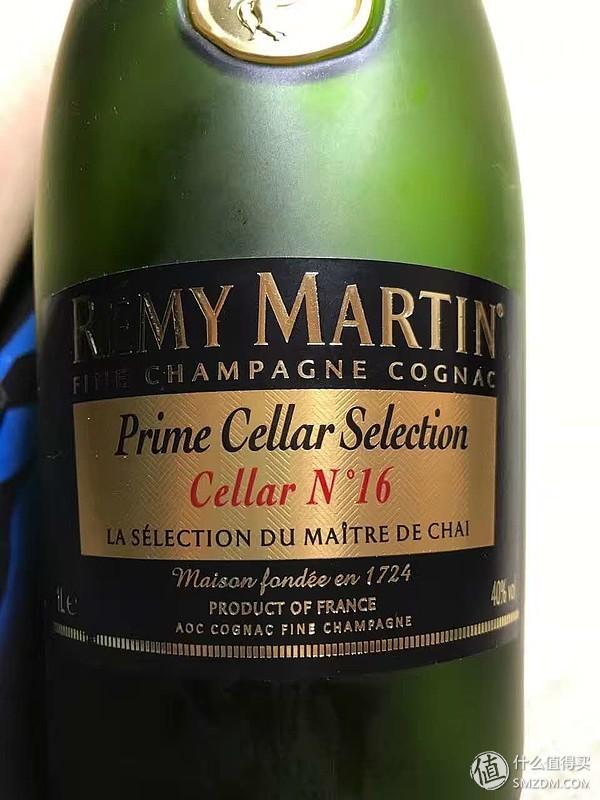 REMY MARTIN®
FINE CHAMPAGNE COGNAC
Prime Cellar Selection
Cellar N°16
LA SÉLECTION DU MAÎTRE DE CHAI
Maison fondée en 1724
PRODUCT OF FRANCE
1L e 40% vol
AOC COGNAC FINE CHAMPAGNE
值 什么值得买
SMZDM.COM